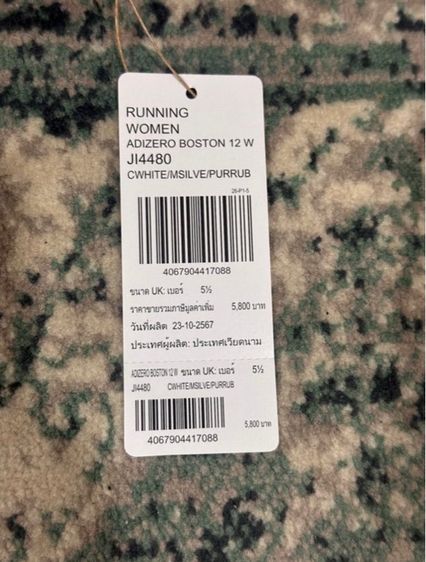 RUNNING
WOMEN
ADIZERO BOSTON 12 W
JI4480
CWHITE/MSILVE/PURRUB
26-P1-5
4067904417088
ขนาด UK: เบอร์ 5½
ราคาขายรวมภาษีมูลค่าเพิ่ม 5,800 บาท
วันที่ผลิต 23-10-2567
ประเทศผู้ผลิต: ประเทศเวียดนาม
ADIZERO BOSTON 12 W ขนาด UK: เบอร์ 5½
JI4480 CWHITE/MSILVE/PURRUB
5,800 บาท
4067904417088